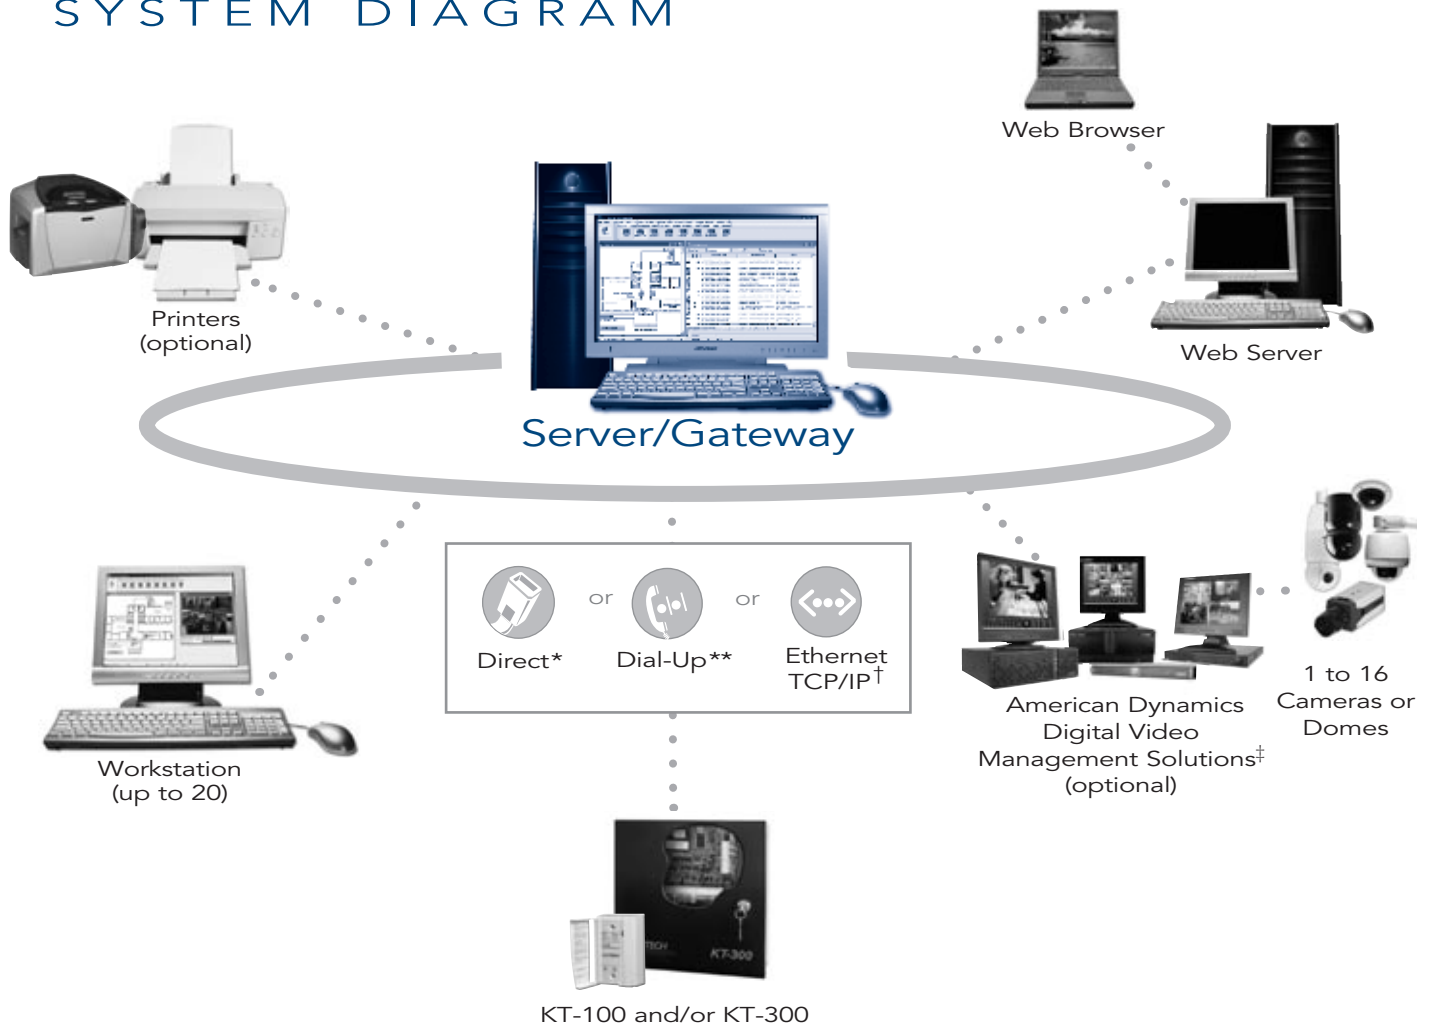 SYSTEM DIAGRAM
Web Browser
Printers
(optional)
Web Server
Server/Gateway
Direct*
or
Dial-Up**
or
Ethernet
TCP/IP†
Workstation
(up to 20)
American Dynamics
Digital Video
Management Solutions‡
(optional)
1 to 16
Cameras or
Domes
TECH
KT-300
KT-100 and/or KT-300